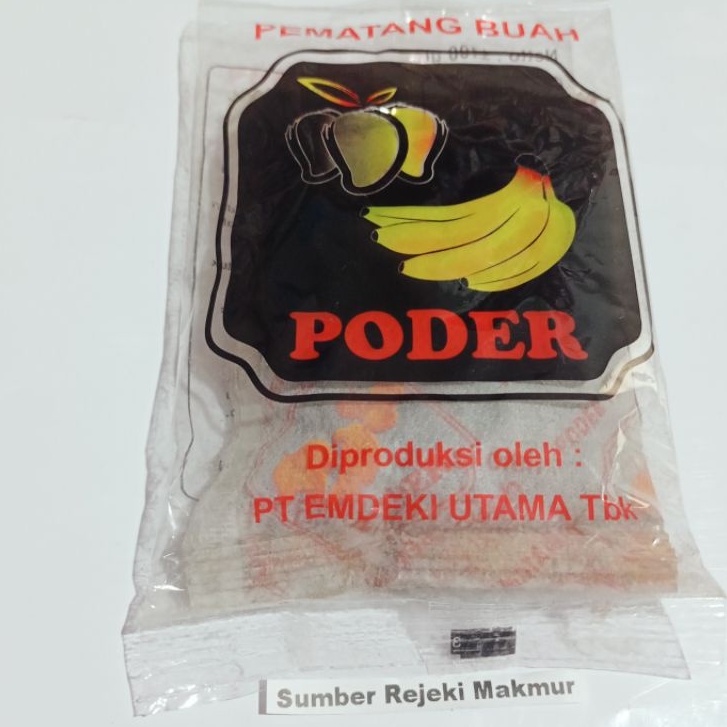 PEMATANG BUAH
PODER
Diproduksi oleh :
PT EMDEKI UTAMA Tbk
Sumber Rejeki Makmur